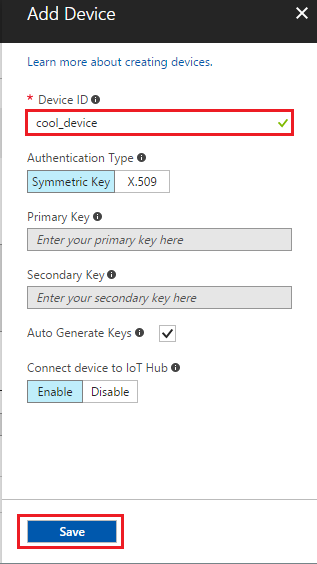 Add Device
Learn more about creating devices.
* Device ID
cool_device
Authentication Type
Symmetric Key X.509
Primary Key
Enter your primary key here
Secondary Key
Enter your secondary key here
Auto Generate Keys
Connect device to IoT Hub
Enable Disable
Save